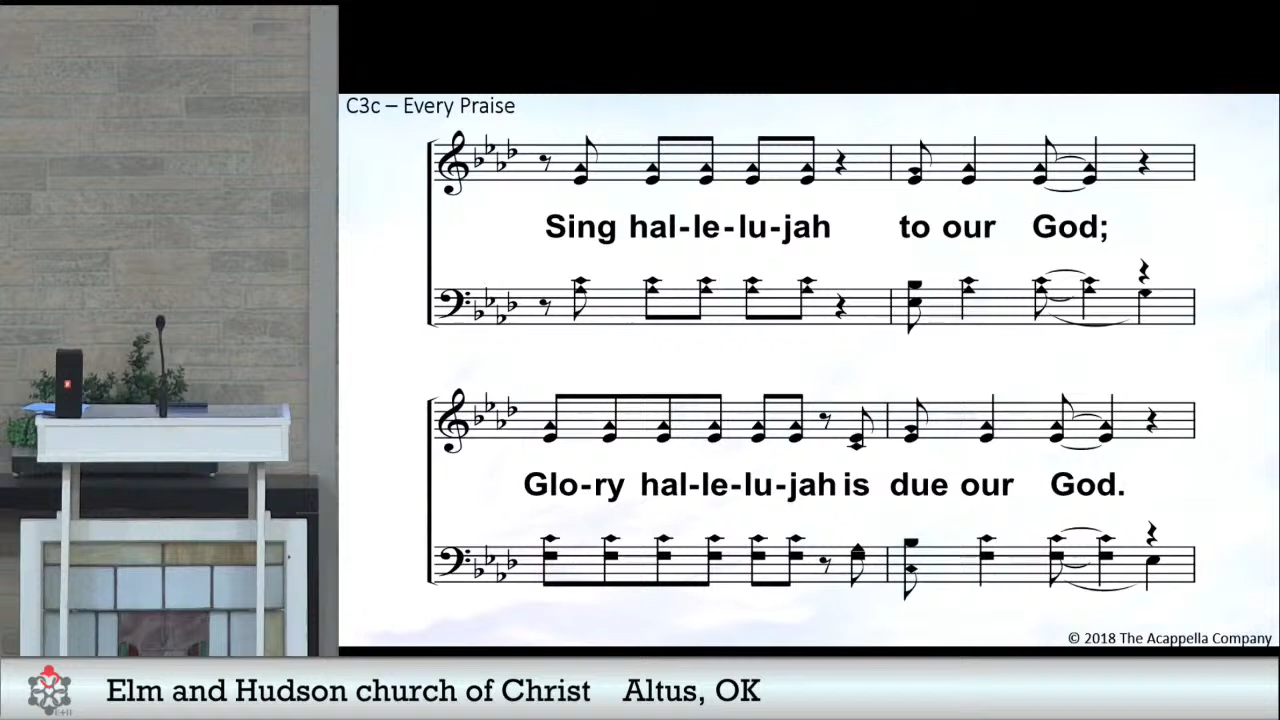 C3c – Every Praise
Sing hal-le-lu-jah to our God;
Glo-ry hal-le-lu-jah is due our God.
© 2018 The Acappella Company
Elm and Hudson church of Christ Altus, OK
E+H